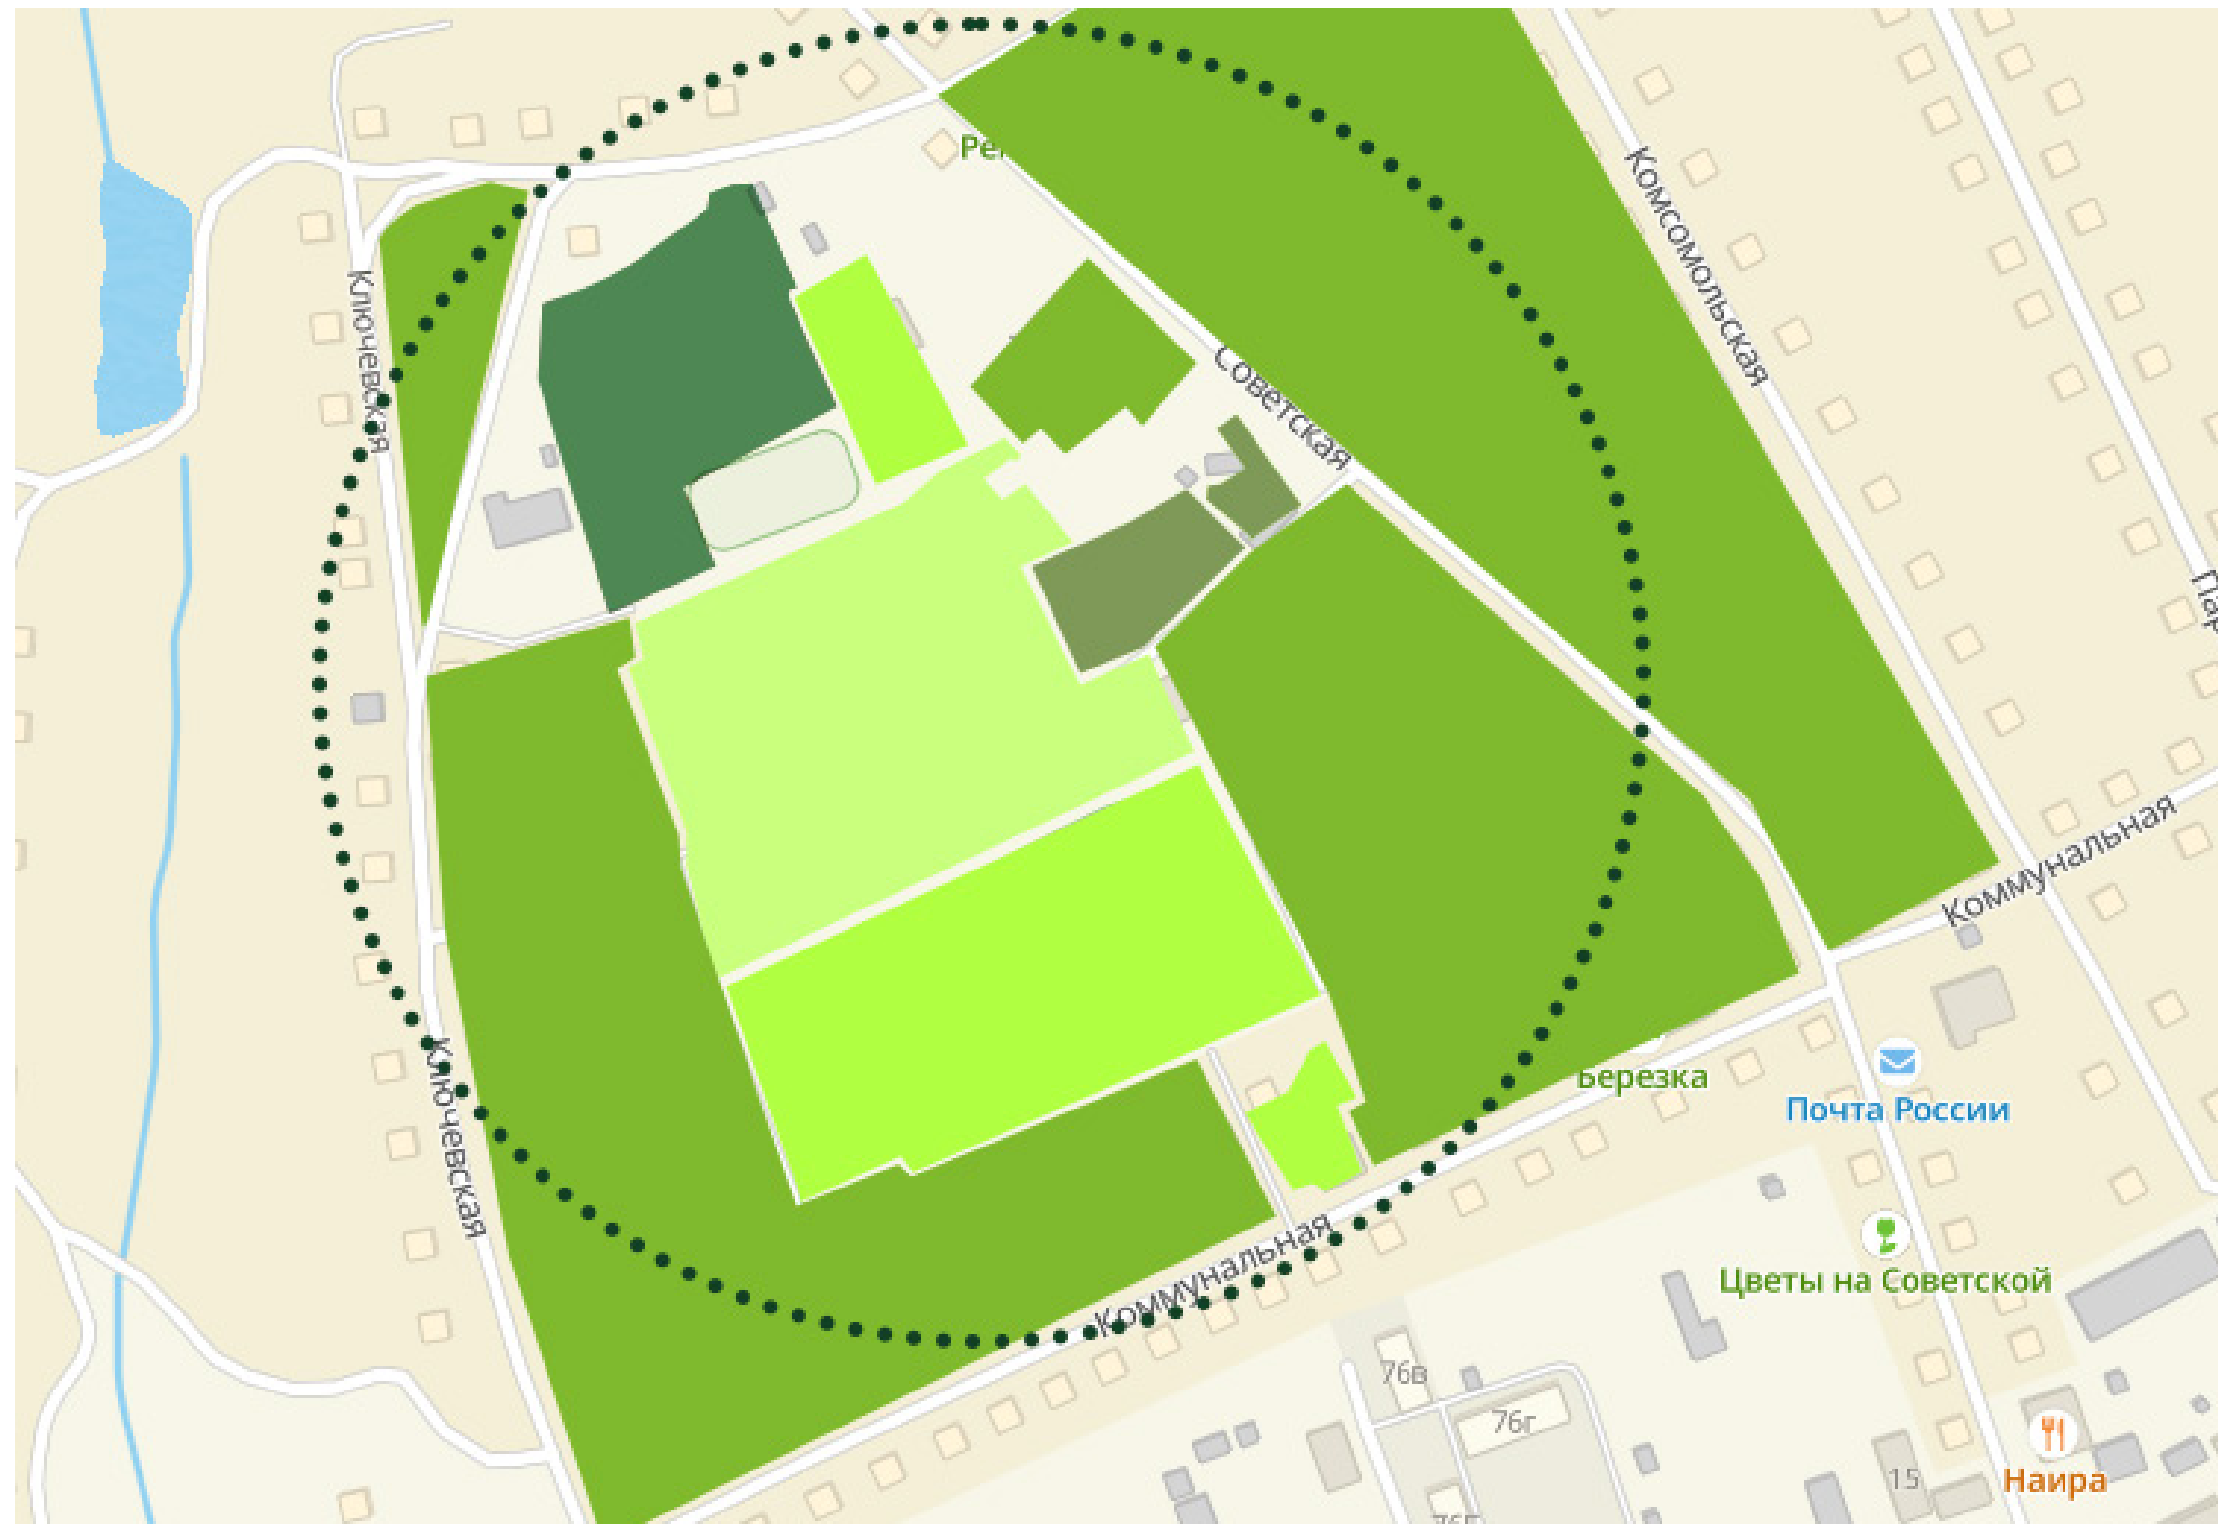 Ключевская
Советская
Комсомольская
Коммунальная
Березка
Почта России
Ключевская
Коммунальная
Цветы на Советской
76в
76г
15
Наира